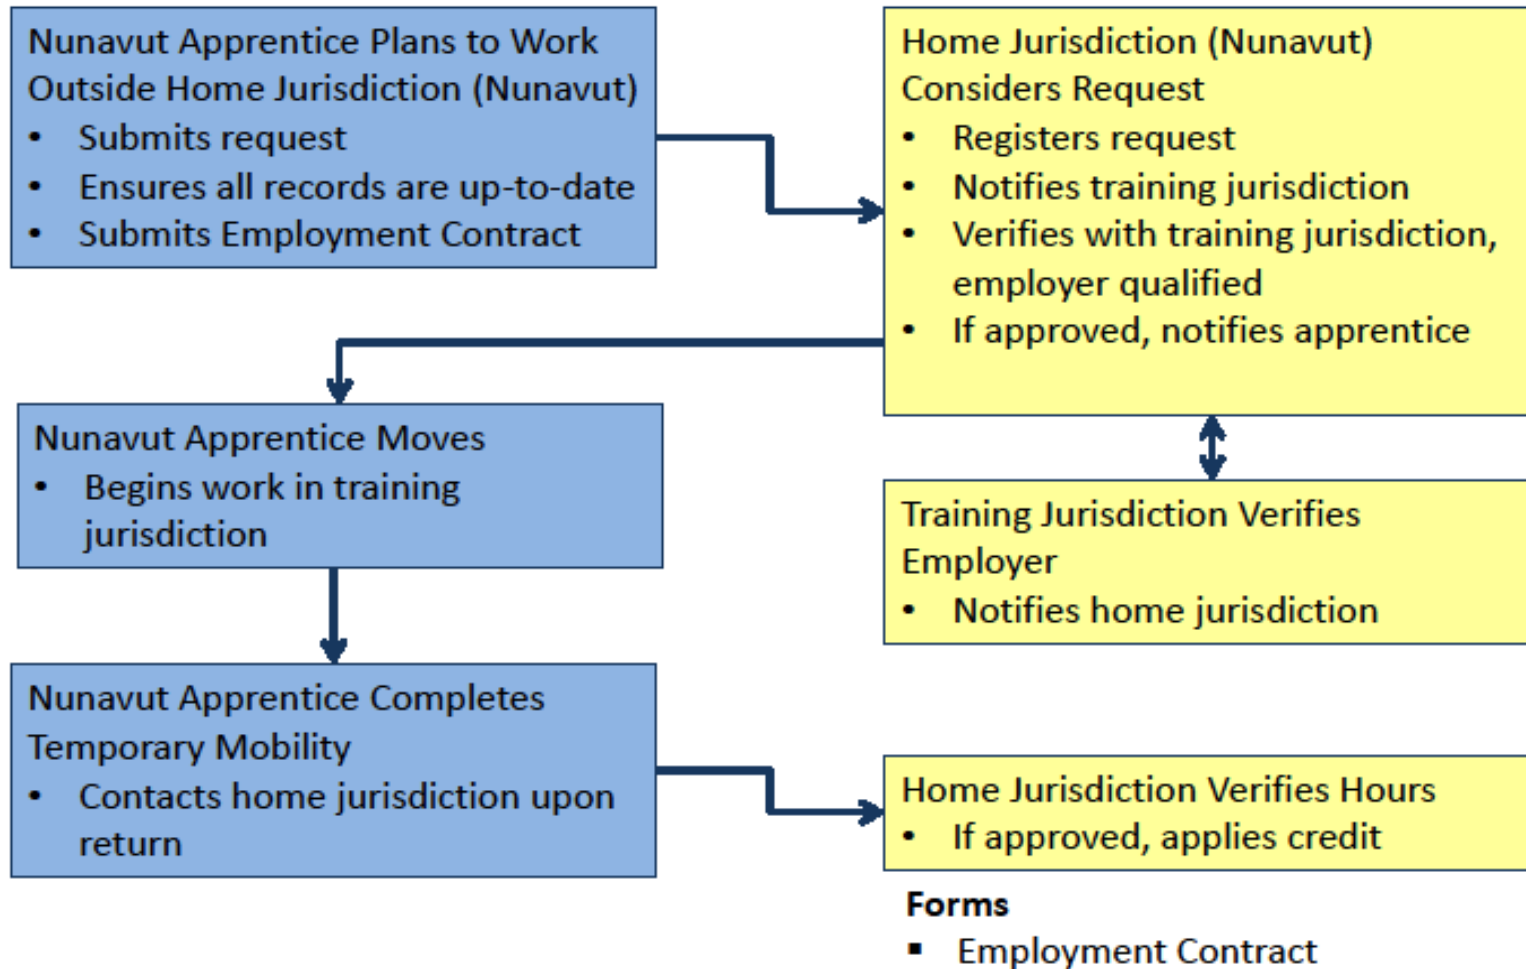 Nunavut Apprentice Plans to Work
Outside Home Jurisdiction (Nunavut)
• Submits request
• Ensures all records are up-to-date
• Submits Employment Contract
Home Jurisdiction (Nunavut)
Considers Request
• Registers request
• Notifies training jurisdiction
• Verifies with training jurisdiction,
employer qualified
• If approved, notifies apprentice
Nunavut Apprentice Moves
• Begins work in training
jurisdiction
Training Jurisdiction Verifies
Employer
• Notifies home jurisdiction
Nunavut Apprentice Completes
Temporary Mobility
• Contacts home jurisdiction upon
return
Home Jurisdiction Verifies Hours
• If approved, applies credit
Forms
▪ Employment Contract